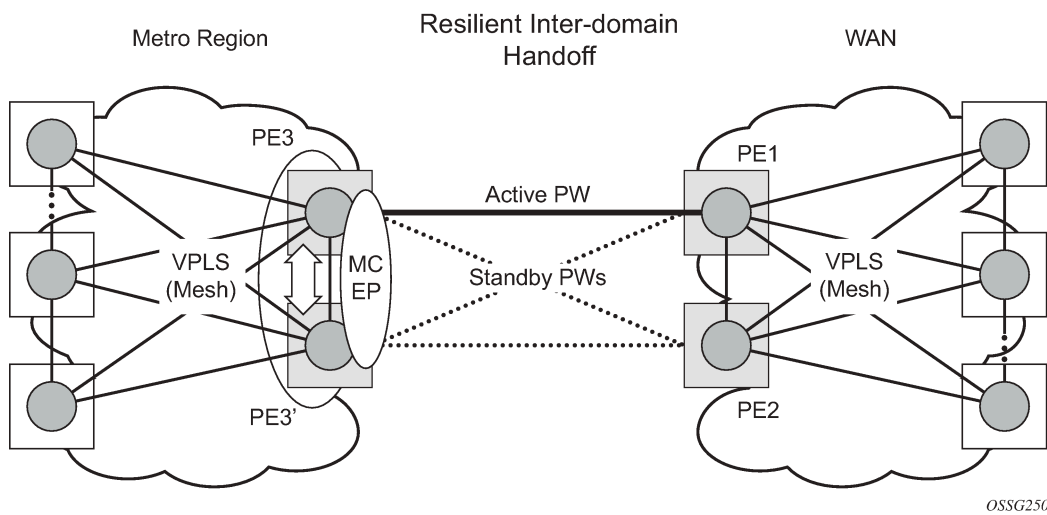 Resilient Inter-domain
Handoff
Metro Region
WAN
PE3
PE1
Active PW
VPLS
(Mesh)
MC
EP
Standby PWs
VPLS
(Mesh)
PE3’
PE2
OSSG250